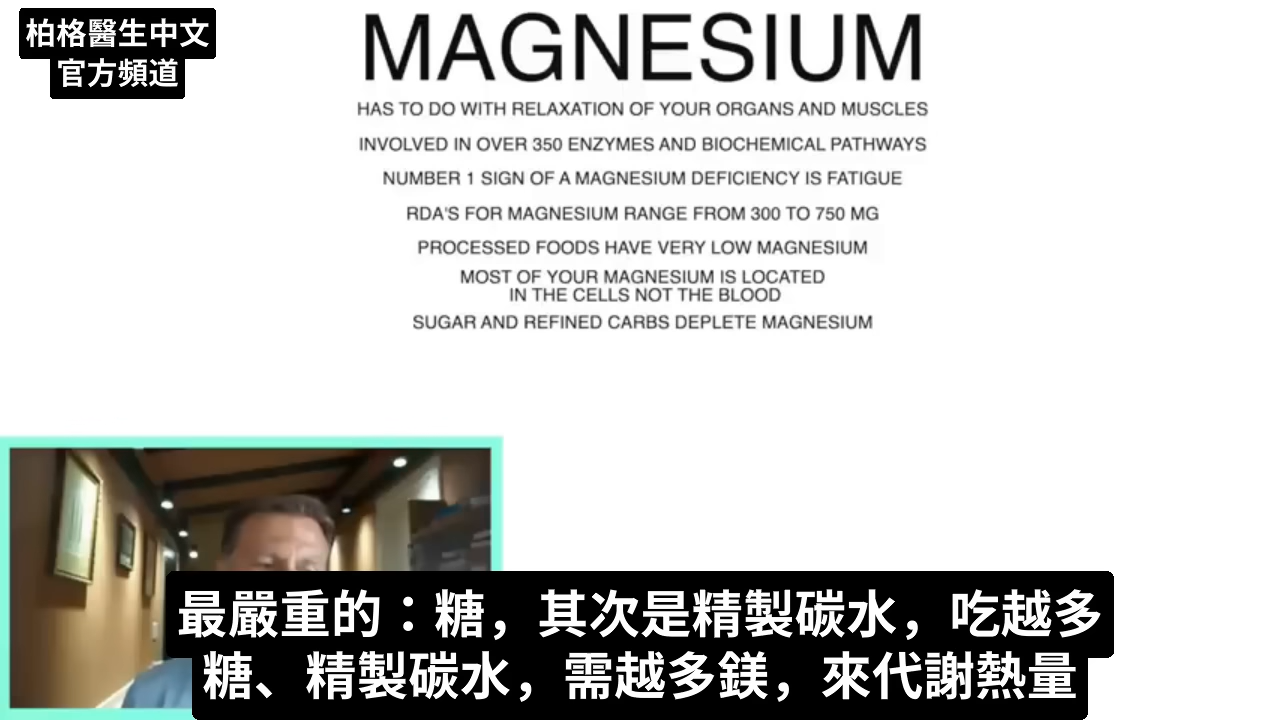 柏格醫生中文
官方頻道
MAGNESIUM
HAS TO DO WITH RELAXATION OF YOUR ORGANS AND MUSCLES
INVOLVED IN OVER 350 ENZYMES AND BIOCHEMICAL PATHWAYS
NUMBER 1 SIGN OF A MAGNESIUM DEFICIENCY IS FATIGUE
RDA'S FOR MAGNESIUM RANGE FROM 300 TO 750 MG
PROCESSED FOODS HAVE VERY LOW MAGNESIUM
MOST OF YOUR MAGNESIUM IS LOCATED
IN THE CELLS NOT THE BLOOD
SUGAR AND REFINED CARBS DEPLETE MAGNESIUM
最嚴重的：糖，其次是精製碳水，吃越多
糖、精製碳水，需越多鎂，來代謝熱量